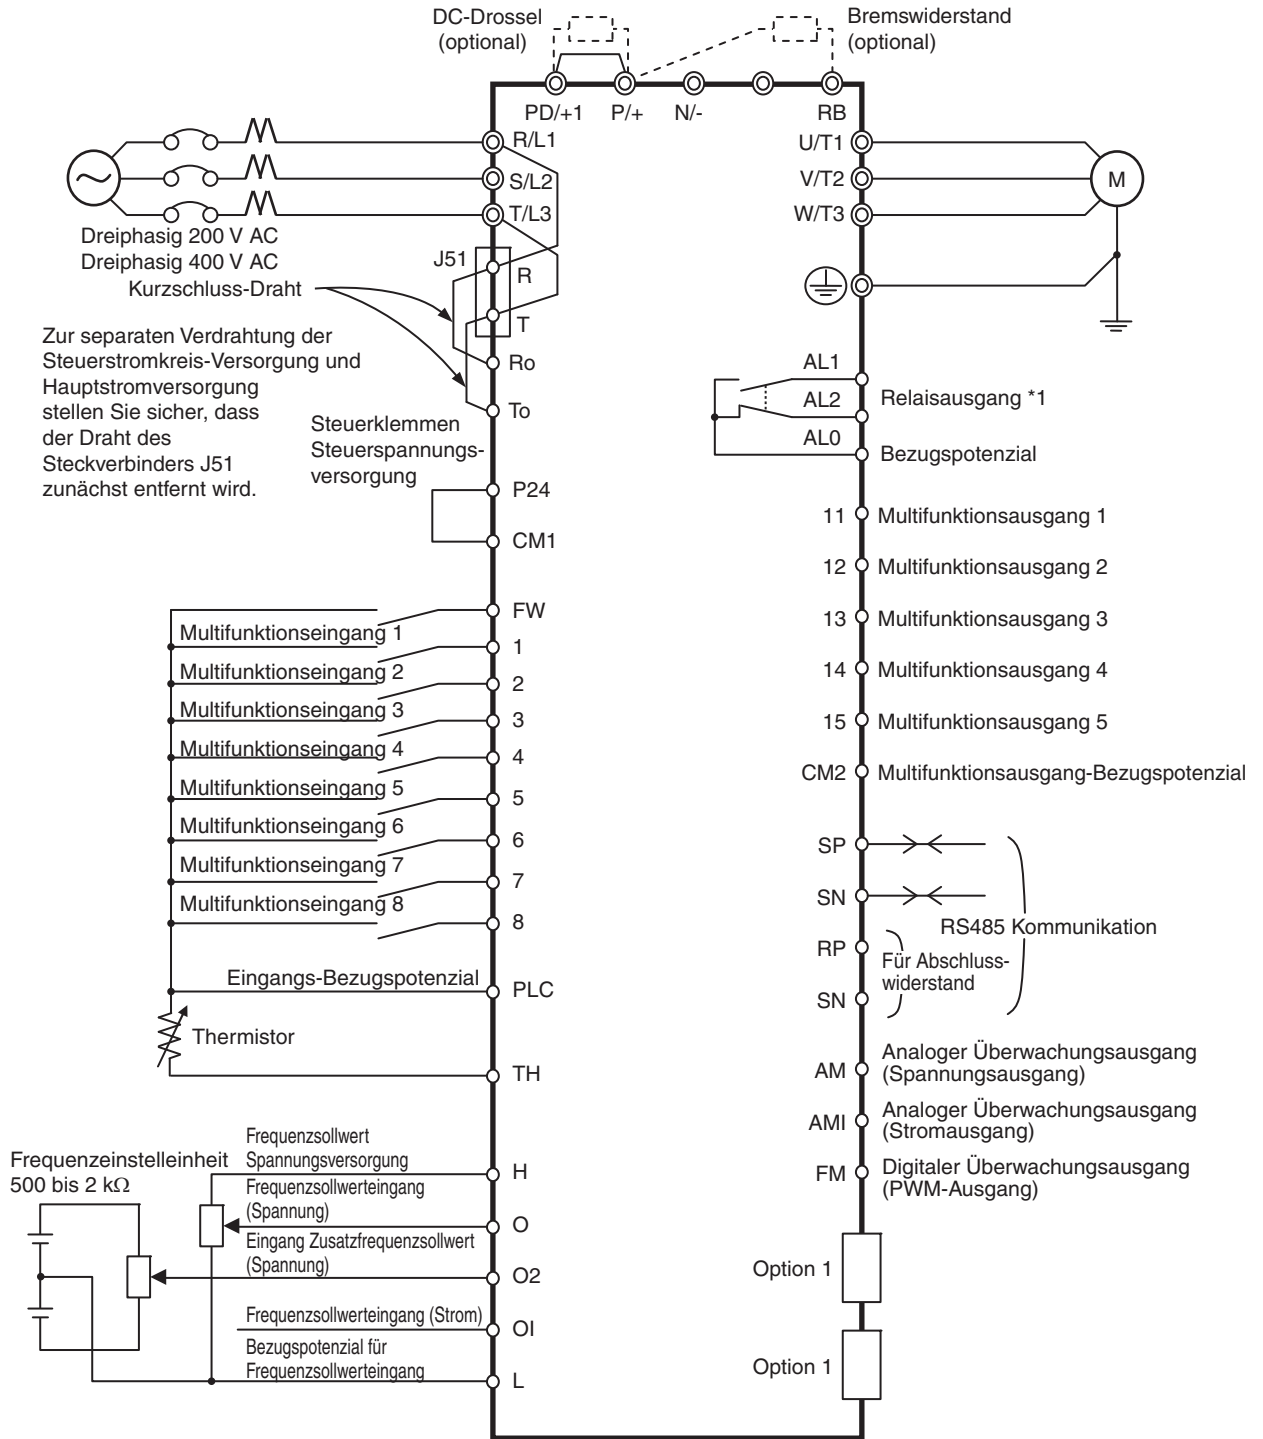 DC-Drossel
(optional)
Bremswiderstand
(optional)
PD/+1
P/+
N/-
RB
R/L1
S/L2
T/L3
Dreiphasig 200 V AC
Dreiphasig 400 V AC
Kurzschluss-Draht
J51
R
T
Ro
To
Zur separaten Verdrahtung der
Steuerstromkreis-Versorgung und
Hauptstromversorgung
stellen Sie sicher, dass
der Draht des
Steckverbinders J51
zunächst entfernt wird.
Steuerklemmen
Steuerspannungs-
versorgung
P24
CM1
FW
Multifunktionseingang 1
1
Multifunktionseingang 2
2
Multifunktionseingang 3
3
Multifunktionseingang 4
4
Multifunktionseingang 5
5
Multifunktionseingang 6
6
Multifunktionseingang 7
7
Multifunktionseingang 8
8
Eingangs-Bezugspotenzial
PLC
Thermistor
TH
Frequenzeinstelleinheit
500 bis 2 kΩ
Frequenzsollwert
Spannungsversorgung
H
Frequenzsollwerteingang
(Spannung)
O
Eingang Zusatzfrequenzsollwert
(Spannung)
O2
Frequenzsollwerteingang (Strom)
OI
Bezugspotenzial für
Frequenzsollwerteingang
L
U/T1
V/T2
W/T3
M
AL1
AL2
Relaisausgang *1
AL0
Bezugspotenzial
11
Multifunktionsausgang 1
12
Multifunktionsausgang 2
13
Multifunktionsausgang 3
14
Multifunktionsausgang 4
15
Multifunktionsausgang 5
CM2
Multifunktionsausgang-Bezugspotenzial
SP
SN
RS485 Kommunikation
RP
Für Abschluss-
widerstand
SN
AM
Analoger Überwachungsausgang
(Spannungsausgang)
AMI
Analoger Überwachungsausgang
(Stromausgang)
FM
Digitaler Überwachungsausgang
(PWM-Ausgang)
Option 1
Option 1